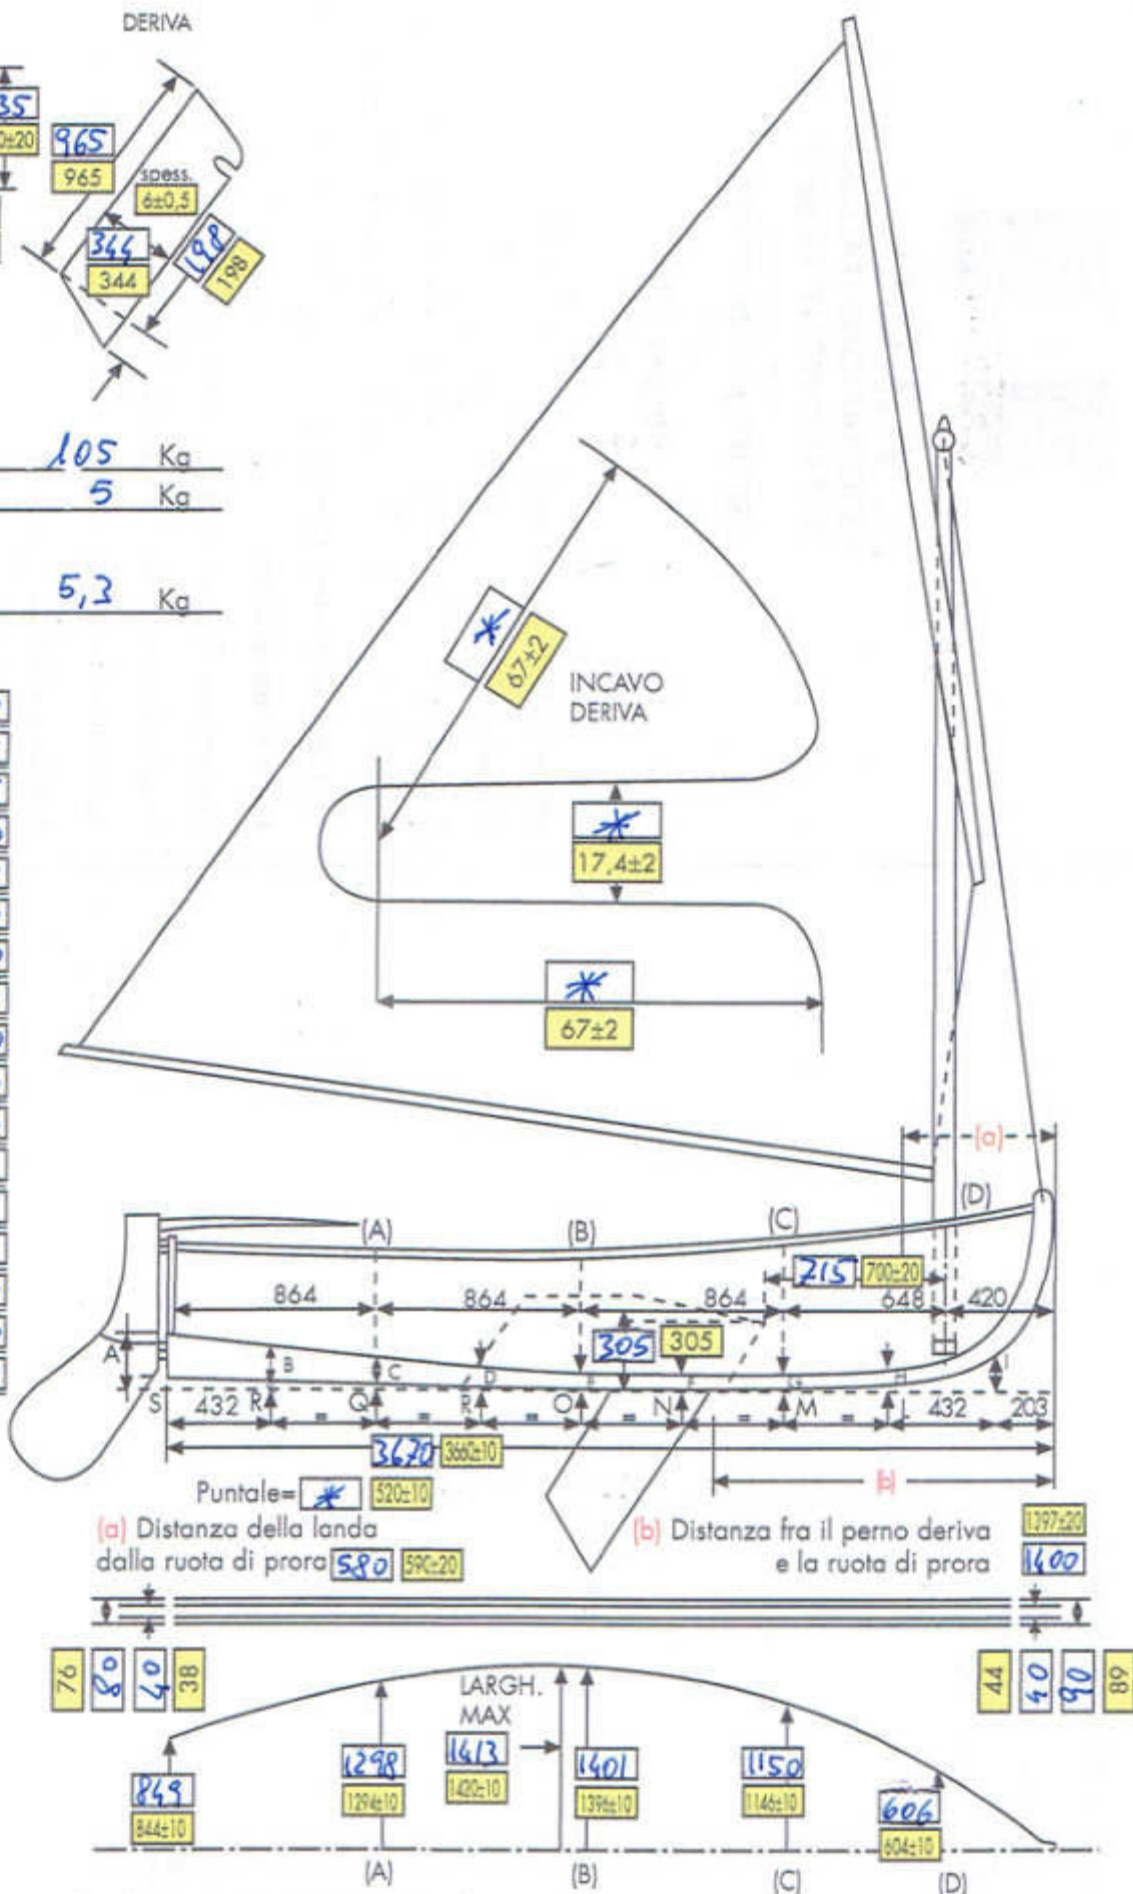 DERIVA
35
0±20
965
965
spess.
6±0,5
344
344
198
198
105 Kg
5 Kg
5,3 Kg
*
67±2
INCAVO
DERIVA
*
17,4±2
*
67±2
(a)
(A) (B) (C) (D)
715 700±20
864 864 864 648 420
305 305
A B C D E F G H I
S 432 R = Q = R = O = N = M = L 432 203
3670 3660±10
(b)
Puntale= * 520±10
(a) Distanza della landa
dalla ruota di prora 580 590±20
(b) Distanza fra il perno deriva
e la ruota di prora
1397±20
1400
76 80 40 38
44 40 90 89
LARGH.
MAX
849
844±10
1298
1294±10
1413
1420±10
1401
1396±10
1150
1146±10
606
604±10
(A) (B) (C) (D)